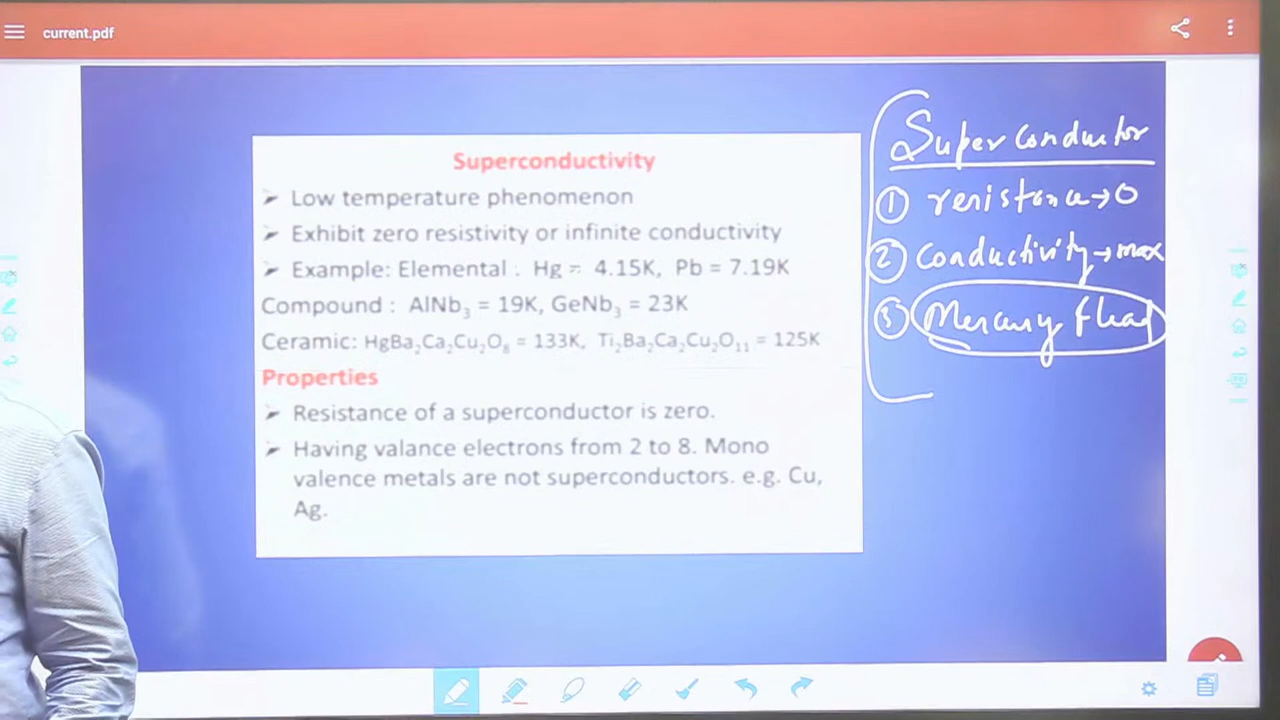 current.pdf
Superconductivity
➤ Low temperature phenomenon
➤ Exhibit zero resistivity or infinite conductivity
➤ Example: Elemental : Hg = 4.15K, Pb = 7.19K
Compound : AlNb₃ = 19K, GeNb₃ = 23K
Ceramic: HgBa₂Ca₂Cu₂O₈ = 133K, Ti₂Ba₂Ca₂Cu₂O₁₁ = 125K
Properties
➤ Resistance of a superconductor is zero.
➤ Having valance electrons from 2 to 8. Mono
valence metals are not superconductors. e.g. Cu,
Ag.
Superconductor
① resistance → 0
② Conductivity → max
③ Mercury &